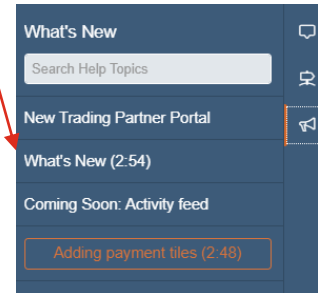 What's New
Search Help Topics
New Trading Partner Portal
What's New (2:54)
Coming Soon: Activity feed
Adding payment tiles (2:48)